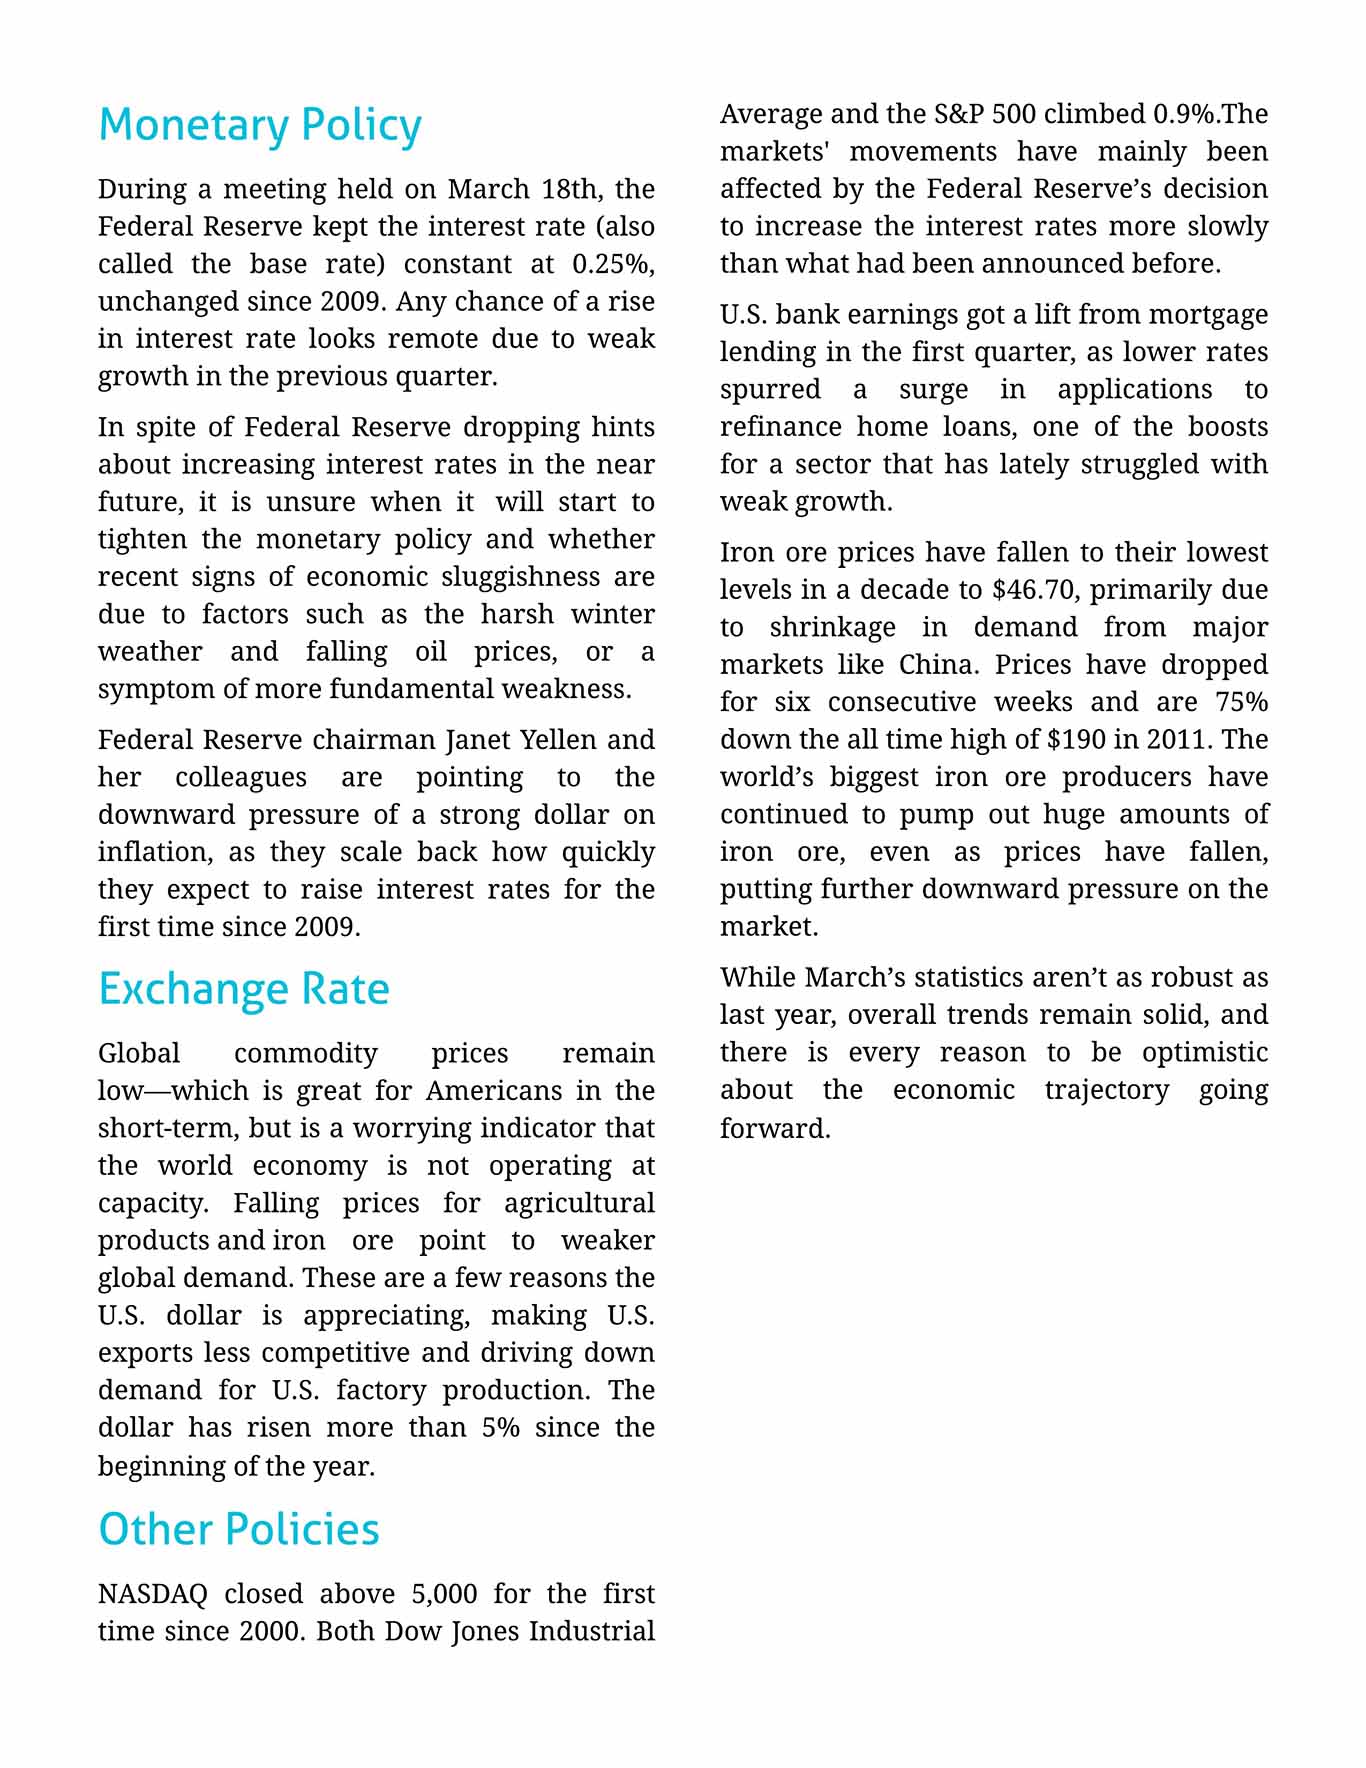 Monetary Policy
During a meeting held on March 18th, the
Federal Reserve kept the interest rate (also
called the base rate) constant at 0.25%,
unchanged since 2009. Any chance of a rise
in interest rate looks remote due to weak
growth in the previous quarter.
In spite of Federal Reserve dropping hints
about increasing interest rates in the near
future, it is unsure when it will start to
tighten the monetary policy and whether
recent signs of economic sluggishness are
due to factors such as the harsh winter
weather and falling oil prices, or a
symptom of more fundamental weakness.
Federal Reserve chairman Janet Yellen and
her colleagues are pointing to the
downward pressure of a strong dollar on
inflation, as they scale back how quickly
they expect to raise interest rates for the
first time since 2009.
Exchange Rate
Global commodity prices remain
low—which is great for Americans in the
short-term, but is a worrying indicator that
the world economy is not operating at
capacity. Falling prices for agricultural
products and iron ore point to weaker
global demand. These are a few reasons the
U.S. dollar is appreciating, making U.S.
exports less competitive and driving down
demand for U.S. factory production. The
dollar has risen more than 5% since the
beginning of the year.
Other Policies
NASDAQ closed above 5,000 for the first
time since 2000. Both Dow Jones Industrial
Average and the S&P 500 climbed 0.9%.The
markets' movements have mainly been
affected by the Federal Reserve’s decision
to increase the interest rates more slowly
than what had been announced before.
U.S. bank earnings got a lift from mortgage
lending in the first quarter, as lower rates
spurred a surge in applications to
refinance home loans, one of the boosts
for a sector that has lately struggled with
weak growth.
Iron ore prices have fallen to their lowest
levels in a decade to $46.70, primarily due
to shrinkage in demand from major
markets like China. Prices have dropped
for six consecutive weeks and are 75%
down the all time high of $190 in 2011. The
world’s biggest iron ore producers have
continued to pump out huge amounts of
iron ore, even as prices have fallen,
putting further downward pressure on the
market.
While March’s statistics aren’t as robust as
last year, overall trends remain solid, and
there is every reason to be optimistic
about the economic trajectory going
forward.